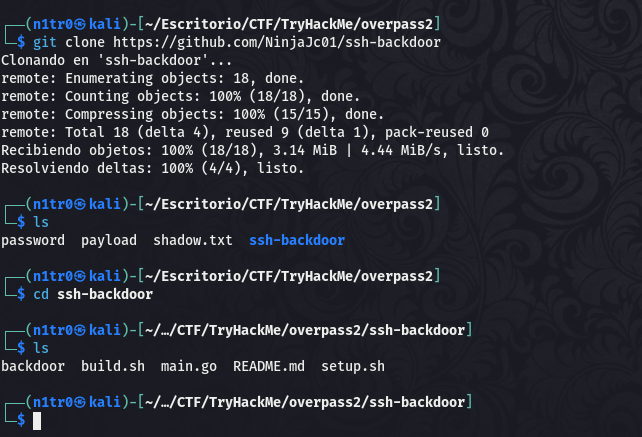 ┌──(n1tr0㉿kali)-[~/Escritorio/CTF/TryHackMe/overpass2]
└─$ git clone https://github.com/NinjaJc01/ssh-backdoor
Clonando en 'ssh-backdoor'...
remote: Enumerating objects: 18, done.
remote: Counting objects: 100% (18/18), done.
remote: Compressing objects: 100% (15/15), done.
remote: Total 18 (delta 4), reused 9 (delta 1), pack-reused 0
Recibiendo objetos: 100% (18/18), 3.14 MiB | 4.44 MiB/s, listo.
Resolviendo deltas: 100% (4/4), listo.
┌──(n1tr0㉿kali)-[~/Escritorio/CTF/TryHackMe/overpass2]
└─$ ls
password  payload  shadow.txt  ssh-backdoor
┌──(n1tr0㉿kali)-[~/Escritorio/CTF/TryHackMe/overpass2]
└─$ cd ssh-backdoor
┌──(n1tr0㉿kali)-[~/…/CTF/TryHackMe/overpass2/ssh-backdoor]
└─$ ls
backdoor  build.sh  main.go  README.md  setup.sh
┌──(n1tr0㉿kali)-[~/…/CTF/TryHackMe/overpass2/ssh-backdoor]
└─$